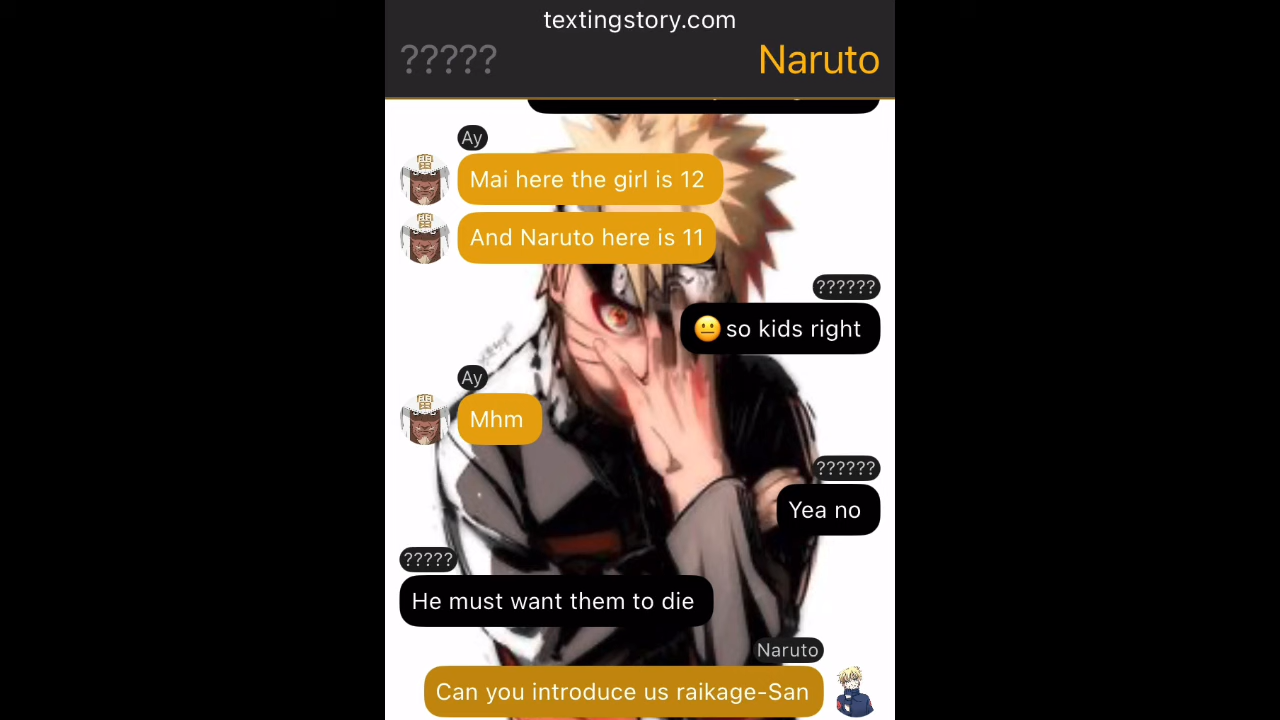 textingstory.com
?????
Naruto
Ay
Mai here the girl is 12
And Naruto here is 11
??????
😐 so kids right
Ay
Mhm
??????
Yea no
?????
He must want them to die
Naruto
Can you introduce us raikage-San